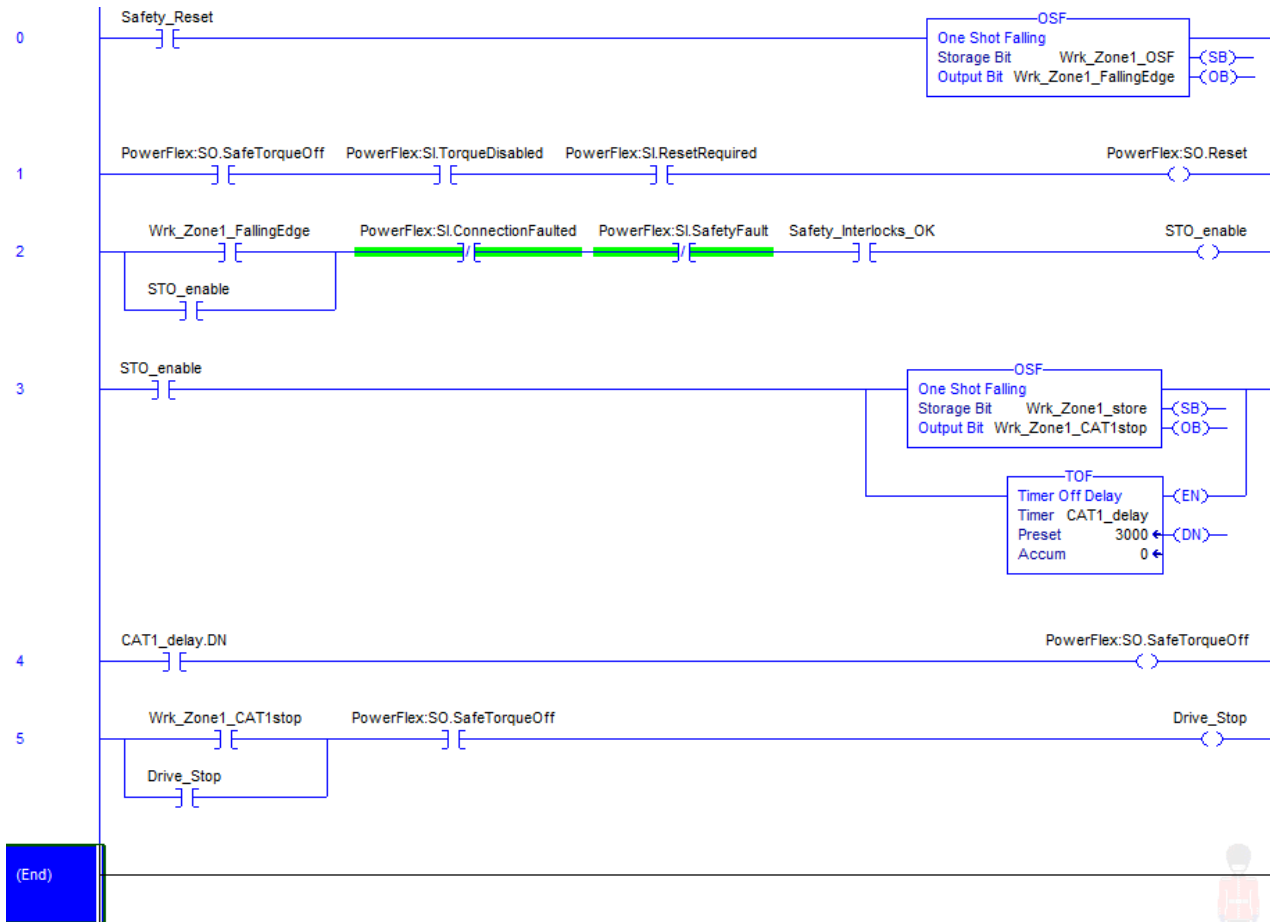 Safety_Reset
0
OSF
One Shot Falling
Storage Bit Wrk_Zone1_OSF
SB
Output Bit Wrk_Zone1_FallingEdge
OB
PowerFlex:SO.SafeTorqueOff PowerFlex:SI.TorqueDisabled PowerFlex:SI.ResetRequired PowerFlex:SO.Reset
1
Wrk_Zone1_FallingEdge PowerFlex:SI.ConnectionFaulted PowerFlex:SI.SafetyFault Safety_Interlocks_OK STO_enable
2
STO_enable
STO_enable
3
OSF
One Shot Falling
Storage Bit Wrk_Zone1_store
SB
Output Bit Wrk_Zone1_CAT1stop
OB
TOF
Timer Off Delay
EN
Timer CAT1_delay
Preset 3000
DN
Accum 0
CAT1_delay.DN PowerFlex:SO.SafeTorqueOff
4
Wrk_Zone1_CAT1stop PowerFlex:SO.SafeTorqueOff Drive_Stop
5
Drive_Stop
(End)